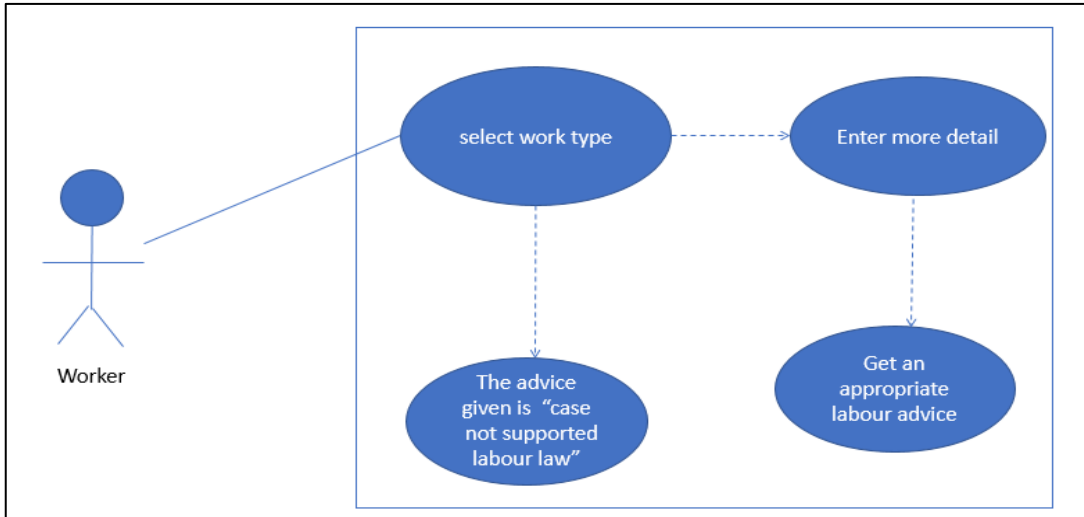 select work type
Enter more detail
Worker
The advice
given is “case
not supported
labour law”
Get an
appropriate
labour advice